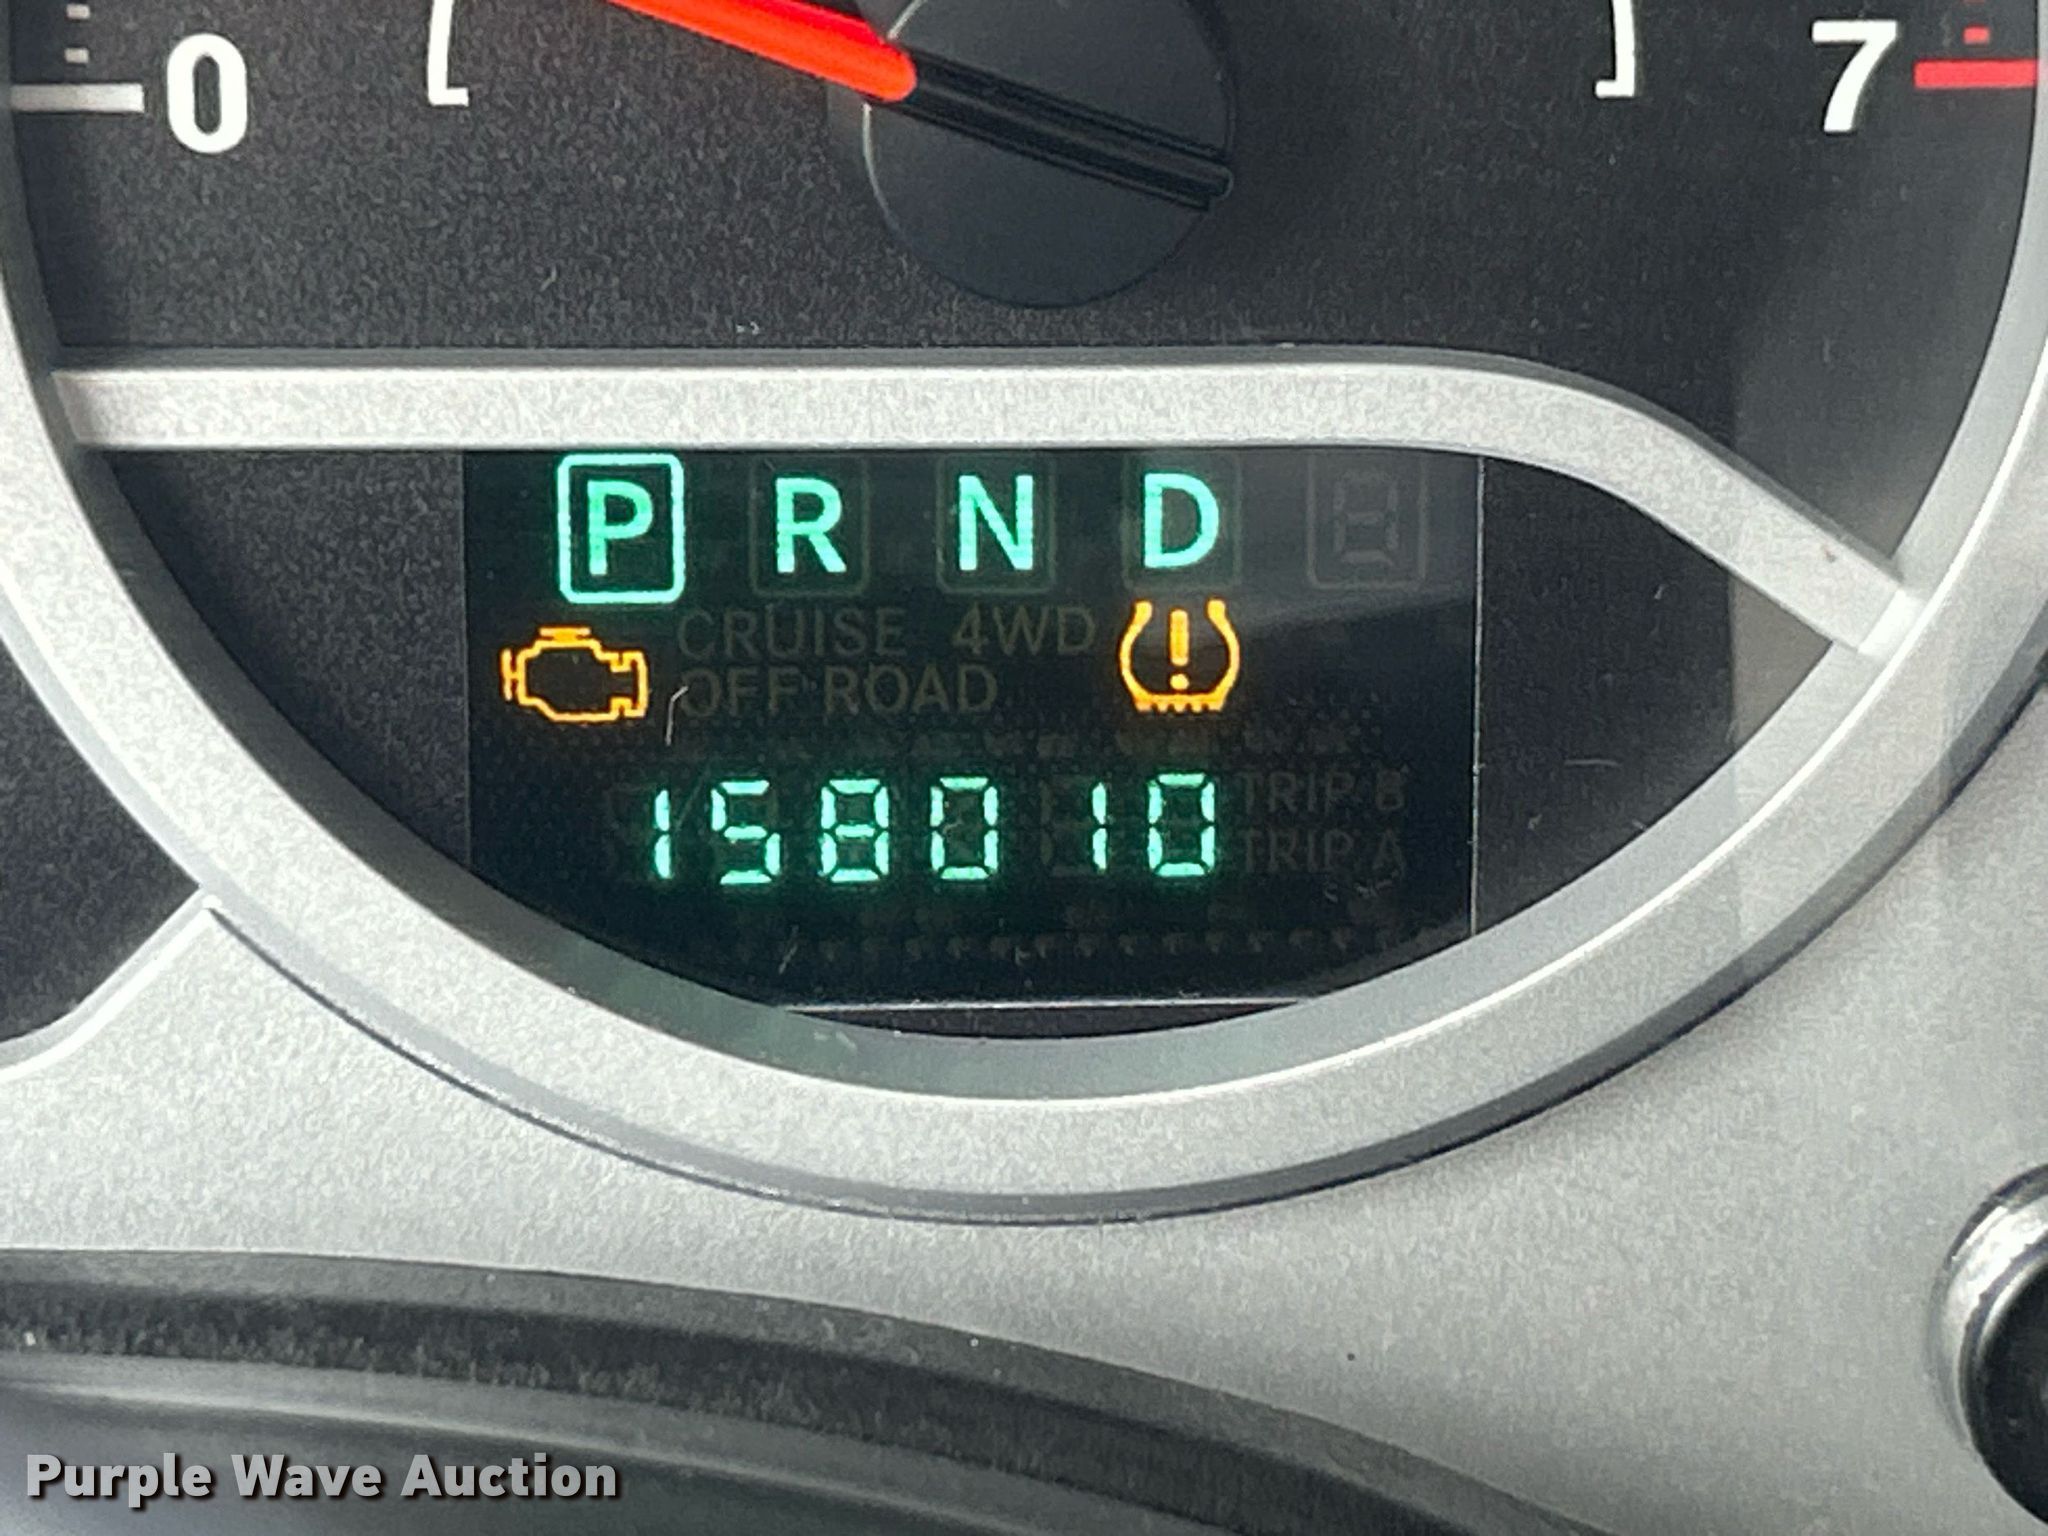 0 7
P R N D
CRUISE 4WD
OFF ROAD
158010
TRIP B
TRIP A
Purple Wave Auction